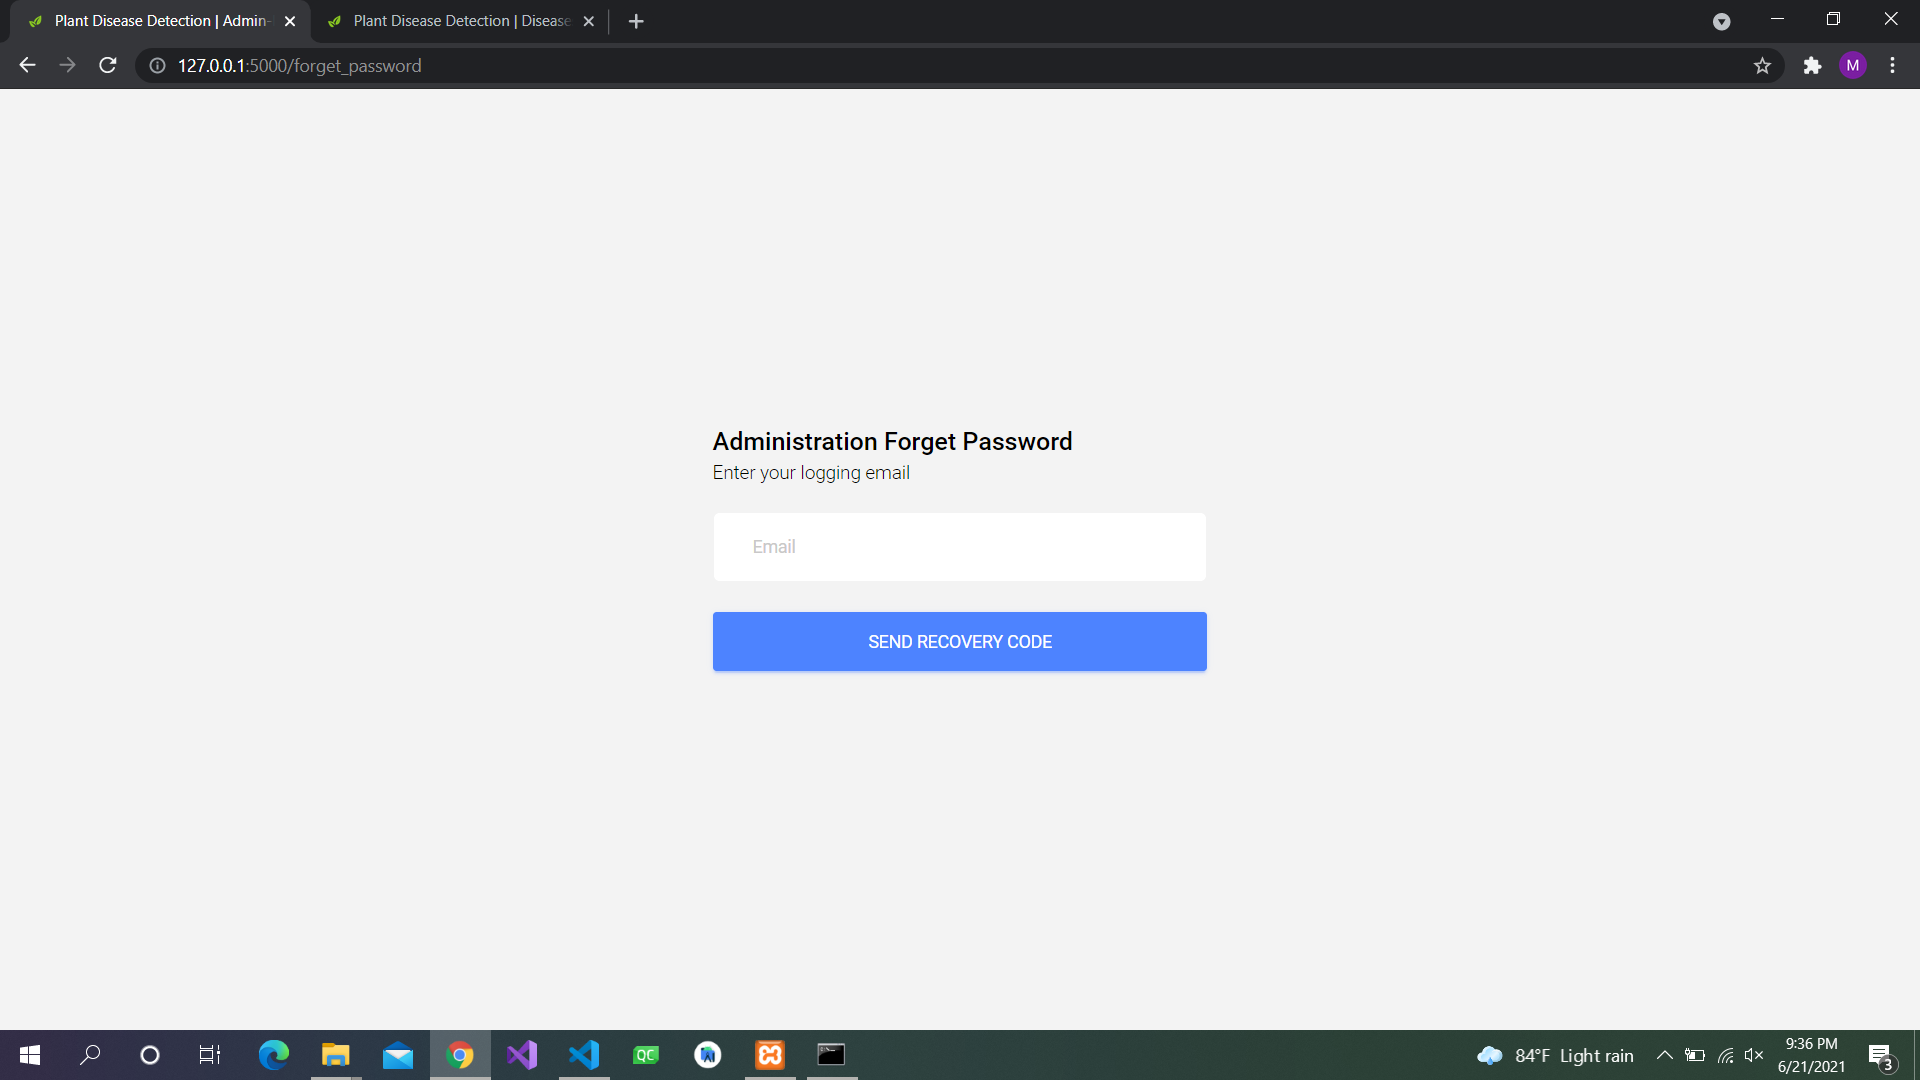 Plant Disease Detection | Admin-
Plant Disease Detection | Disease
127.0.0.1:5000/forget_password
M
Administration Forget Password
Enter your logging email
Email
SEND RECOVERY CODE
QC
84°F Light rain
9:36 PM
6/21/2021
3